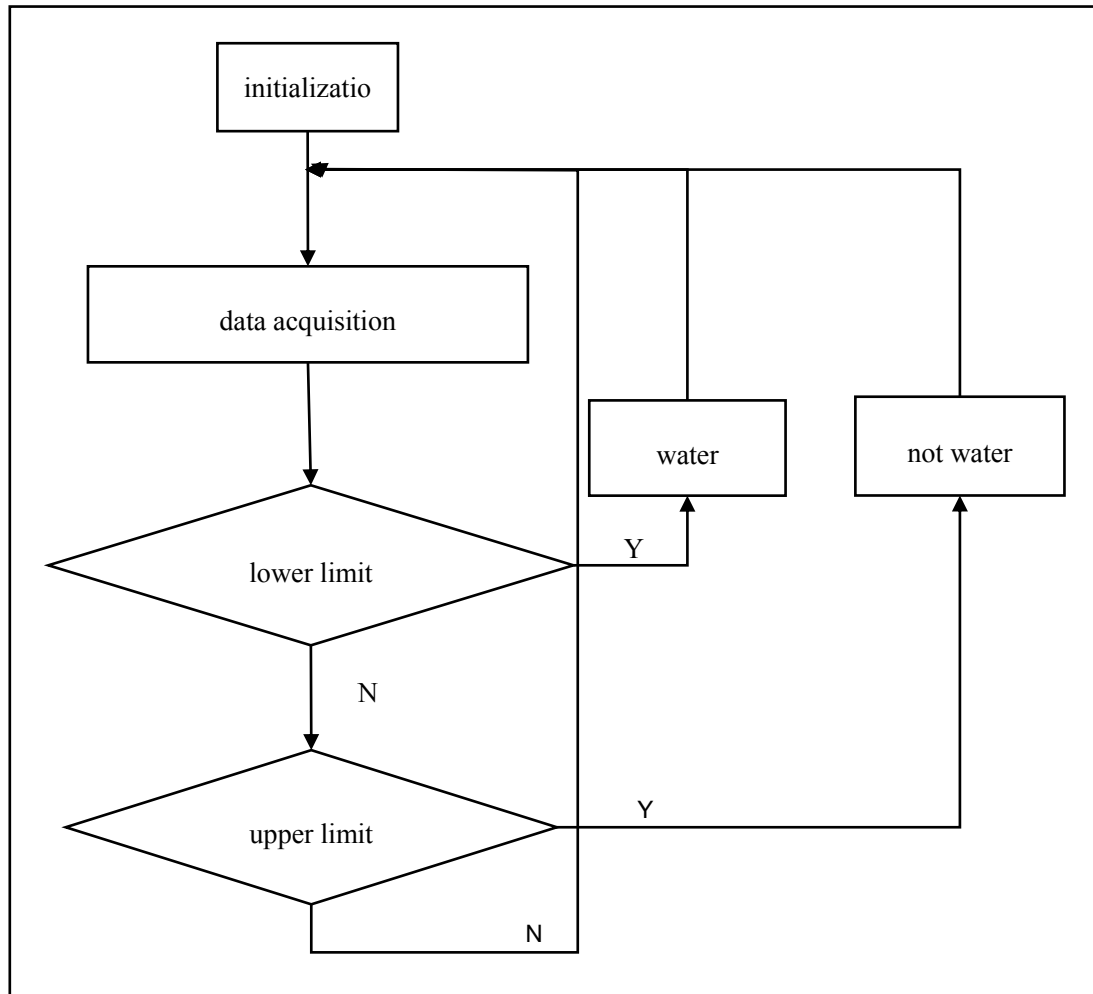 initializatio
data acquisition
water
not water
lower limit
Y
N
upper limit
Y
N